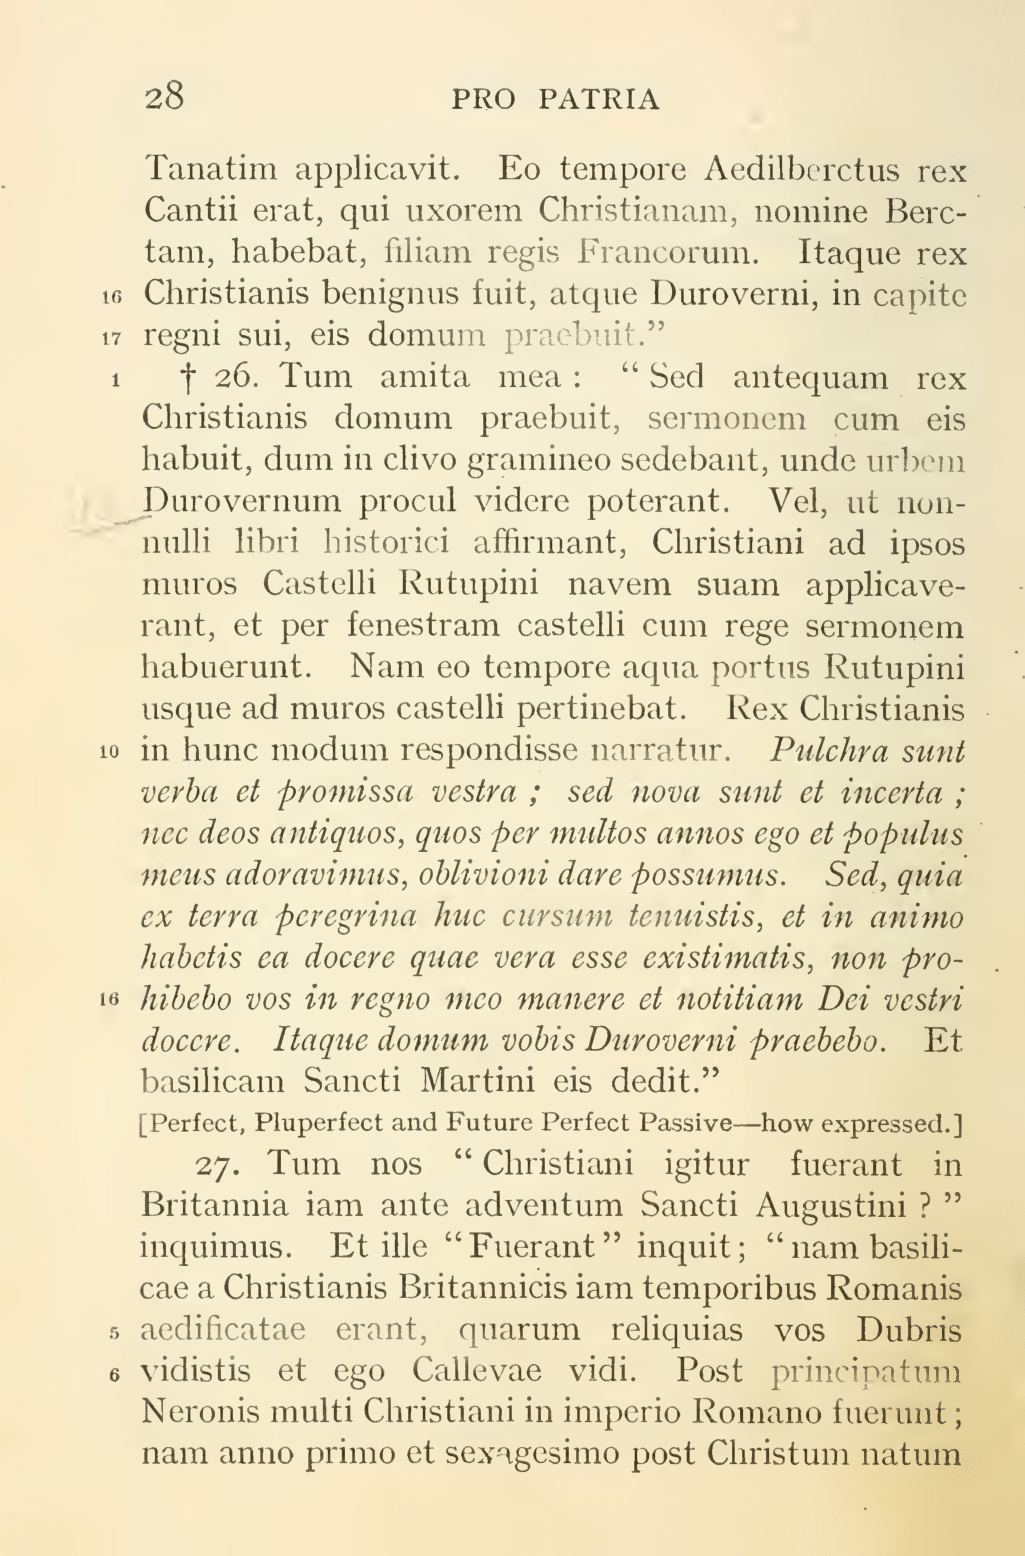 28 PRO PATRIA
Tanatim applicavit. Eo tempore Aedilberctus rex
Cantii erat, qui uxorem Christianam, nomine Berc-
tam, habebat, filiam regis Francorum. Itaque rex
16 Christianis benignus fuit, atque Duroverni, in capite
17 regni sui, eis domum praebuit.”
1 † 26. Tum amita mea : “ Sed antequam rex
Christianis domum praebuit, sermonem cum eis
habuit, dum in clivo gramineo sedebant, unde urbem
Durovernum procul videre poterant. Vel, ut non-
nulli libri historici affirmant, Christiani ad ipsos
muros Castelli Rutupini navem suam applicave-
rant, et per fenestram castelli cum rege sermonem
habuerunt. Nam eo tempore aqua portus Rutupini
usque ad muros castelli pertinebat. Rex Christianis
10 in hunc modum respondisse narratur. Pulchra sunt
verba et promissa vestra ; sed nova sunt et incerta ;
nec deos antiquos, quos per multos annos ego et populus
meus adoravimus, oblivioni dare possumus. Sed, quia
ex terra peregrina huc cursum tenuistis, et in animo
habetis ea docere quae vera esse existimatis, non pro-
16 hibebo vos in regno meo manere et notitiam Dei vestri
docere. Itaque domum vobis Duroverni praebebo. Et
basilicam Sancti Martini eis dedit.”
[Perfect, Pluperfect and Future Perfect Passive—how expressed.]
27. Tum nos “ Christiani igitur fuerant in
Britannia iam ante adventum Sancti Augustini ? ”
inquimus. Et ille “Fuerant” inquit; “nam basili-
cae a Christianis Britannicis iam temporibus Romanis
5 aedificatae erant, quarum reliquias vos Dubris
6 vidistis et ego Callevae vidi. Post principatum
Neronis multi Christiani in imperio Romano fuerunt ;
nam anno primo et sexagesimo post Christum natum